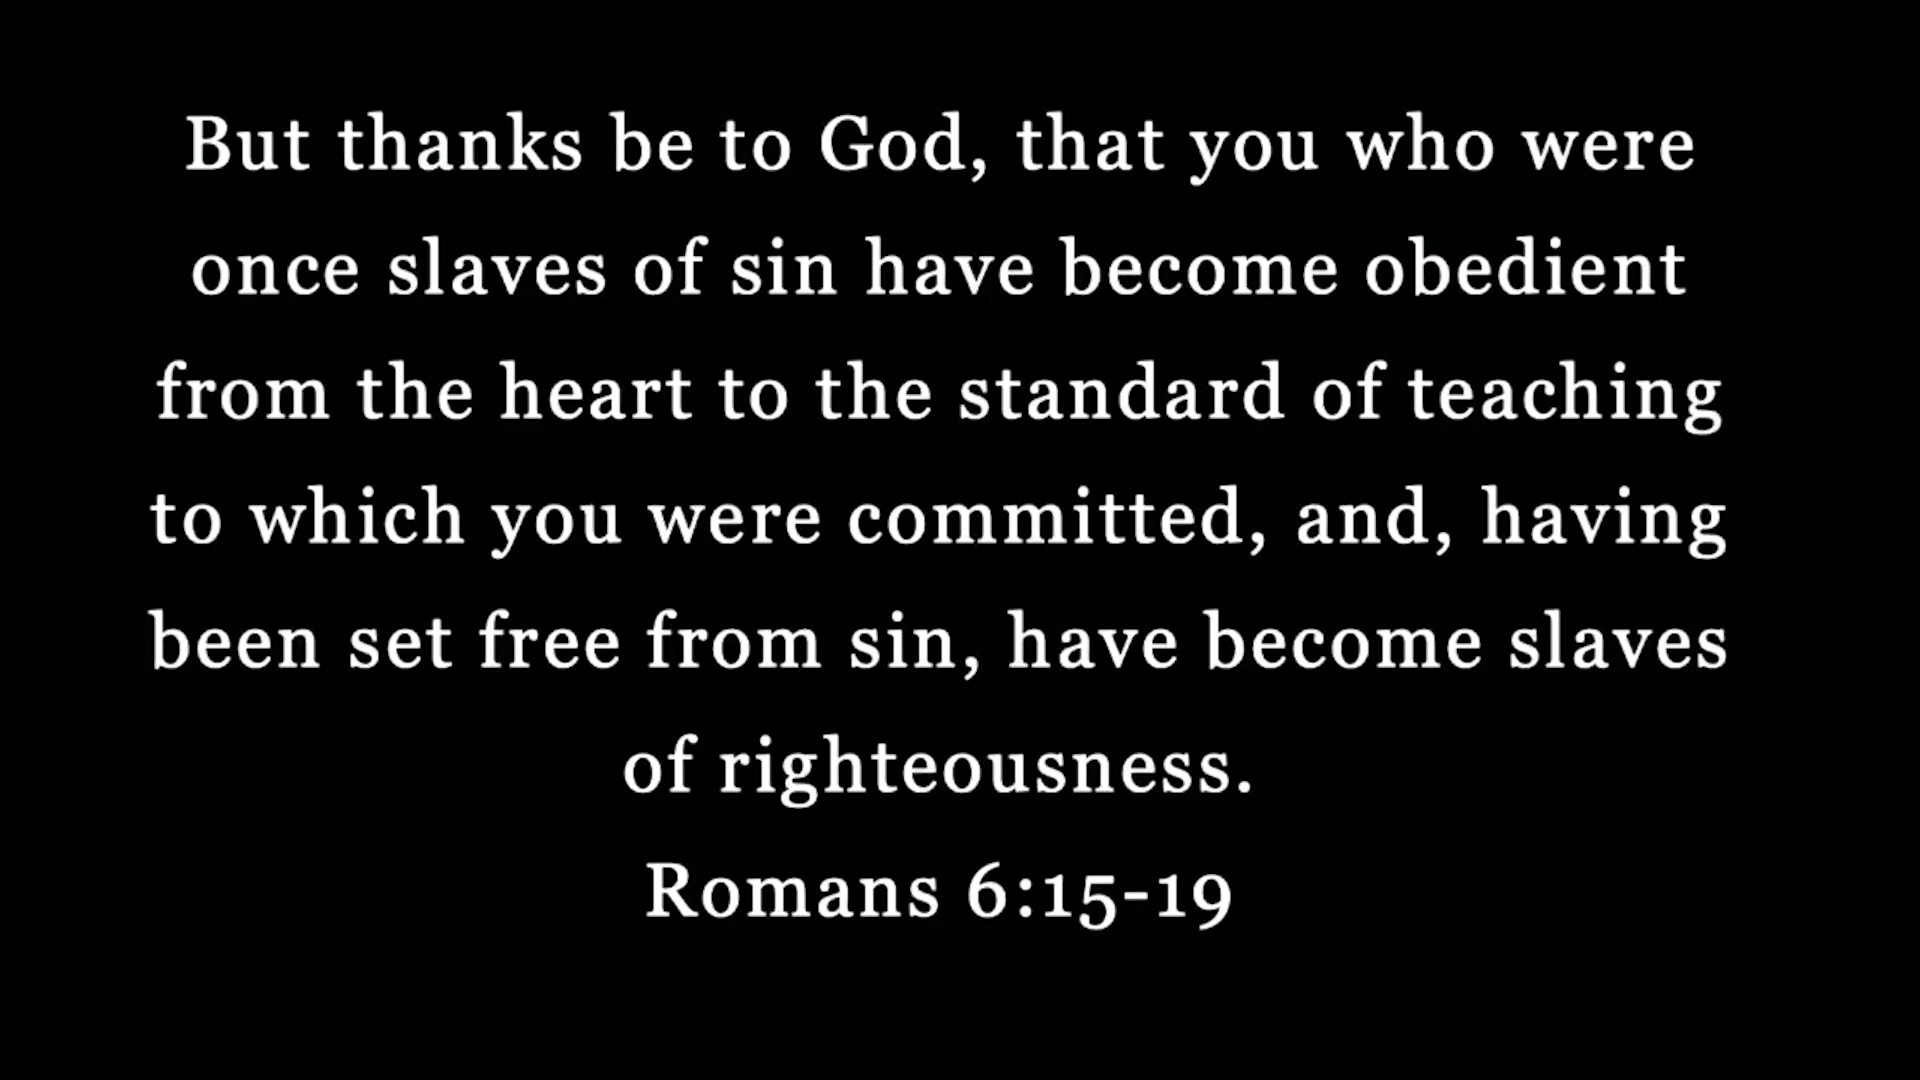 But thanks be to God, that you who were
once slaves of sin have become obedient
from the heart to the standard of teaching
to which you were committed, and, having
been set free from sin, have become slaves
of righteousness.
Romans 6:15-19